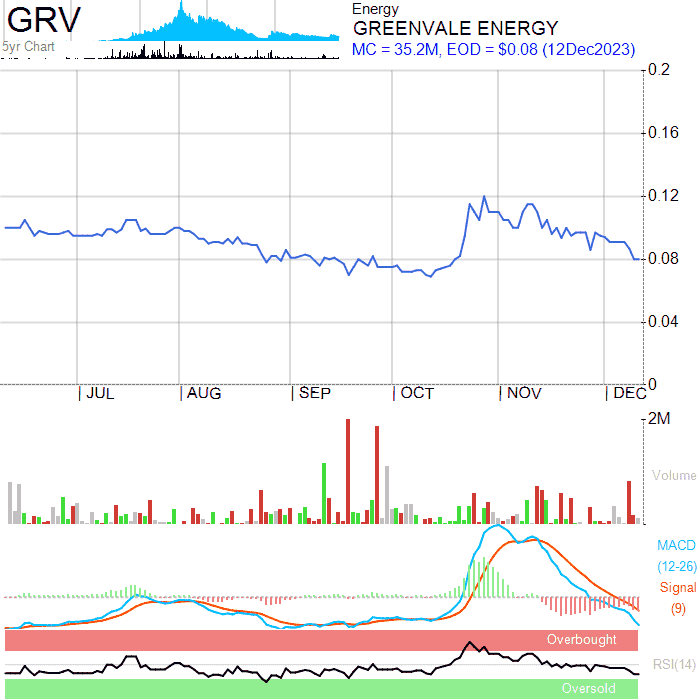 GRV
5yr Chart
Energy
GREENVALE ENERGY
MC = 35.2M, EOD = $0.08 (12Dec2023)
0.2
0.16
0.12
0.08
0.04
0
JUL AUG SEP OCT NOV DEC
2M
Volume
MACD
(12-26)
Signal
(9)
Overbought
RSI(14)
Oversold